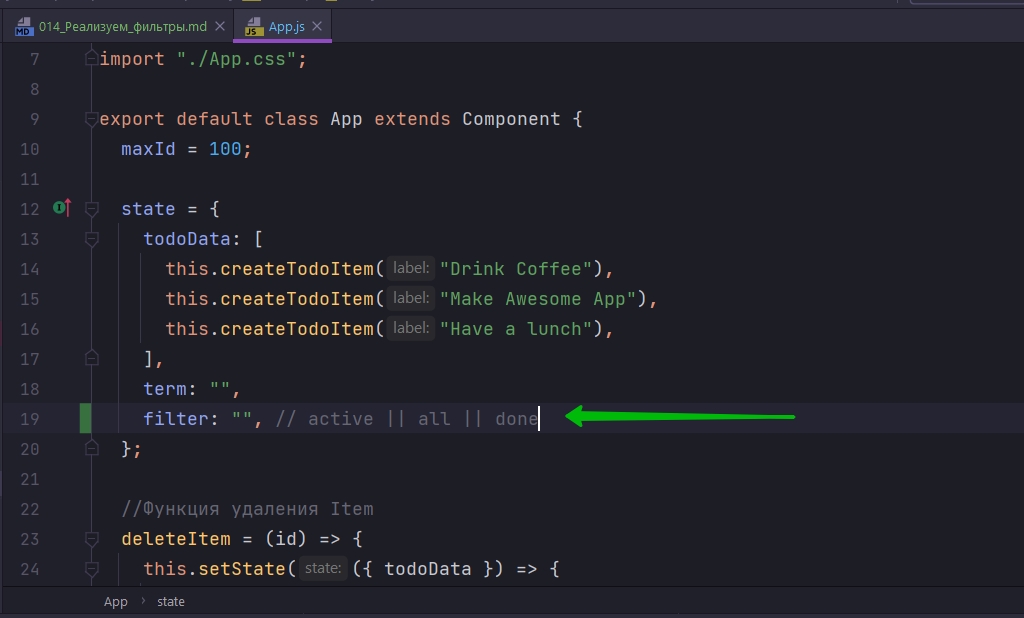 014_Реализуем_фильтры.md
App.js
7 import "./App.css";
8
9 export default class App extends Component {
10 maxId = 100;
11
12 state = {
13 todoData: [
14 this.createTodoItem( label: "Drink Coffee"),
15 this.createTodoItem( label: "Make Awesome App"),
16 this.createTodoItem( label: "Have a lunch"),
17 ],
18 term: "",
19 filter: "", // active || all || done
20 };
21
22 //Функция удаления Item
23 deleteItem = (id) => {
24 this.setState( state: ({ todoData }) => {
App › state